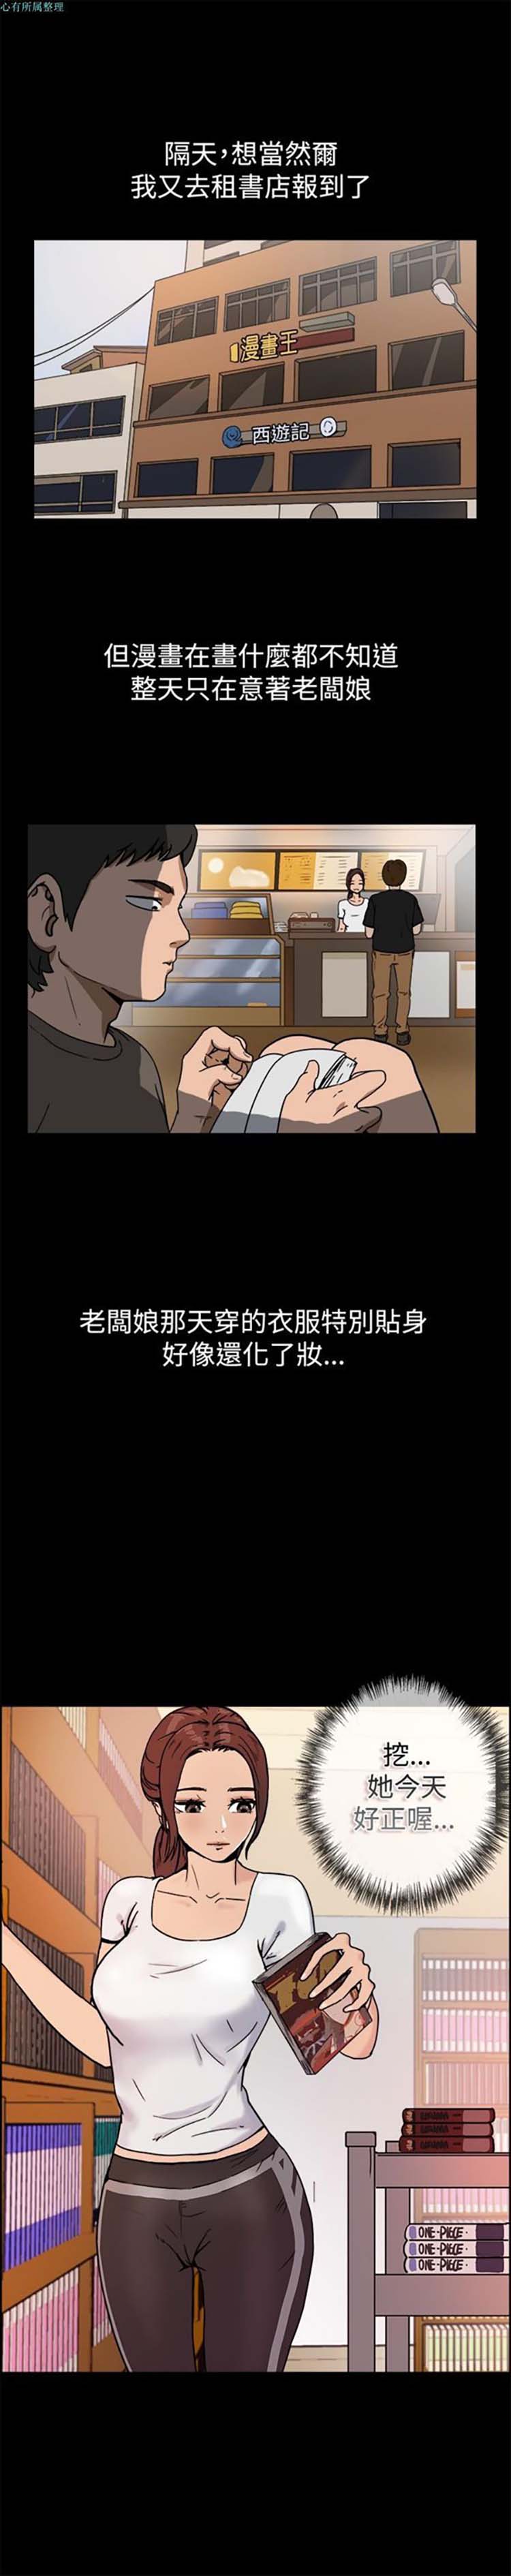 心有所属整理
隔天，想當然爾
我又去租書店報到了
漫畫王
西遊記
但漫畫在畫什麼都不知道
整天只在意著老闆娘
老闆娘那天穿的衣服特別貼身
好像還化了妝...
挖...
她今天
好正喔...
ONE·PIECE·
ONE·PIECE·